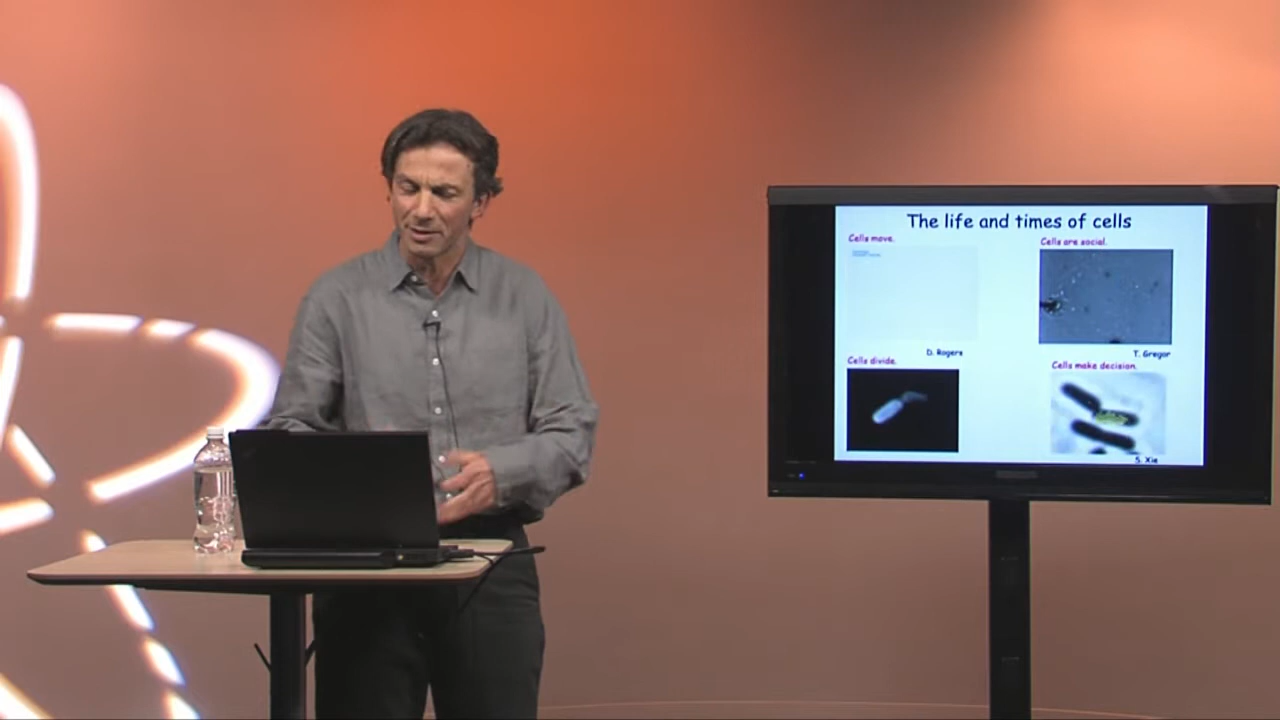 The life and times of cells
Cells move.
Cells are social.
D. Rogers
T. Gregor
Cells divide.
Cells make decision.
S. Xie